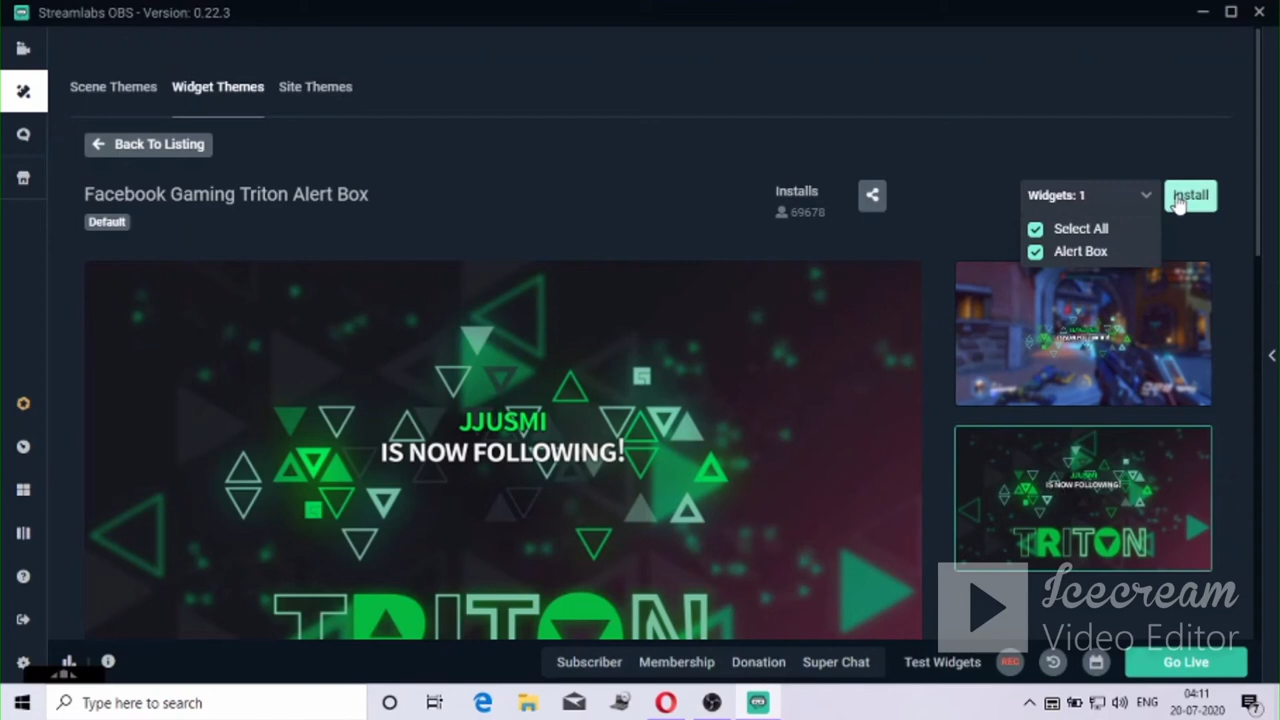 Streamlabs OBS - Version: 0.22.3
Scene Themes
Widget Themes
Site Themes
Back To Listing
Facebook Gaming Triton Alert Box
Default
Installs
69678
Widgets: 1
Install
Select All
Alert Box
JJUSMI
IS NOW FOLLOWING!
TRITON
JJUSMI
IS NOW FOLLOWING!
TRITON
Icecream
Video Editor
Subscriber
Membership
Donation
Super Chat
Test Widgets
REC
Go Live
Type here to search
ENG
04:11
20-07-2020
7